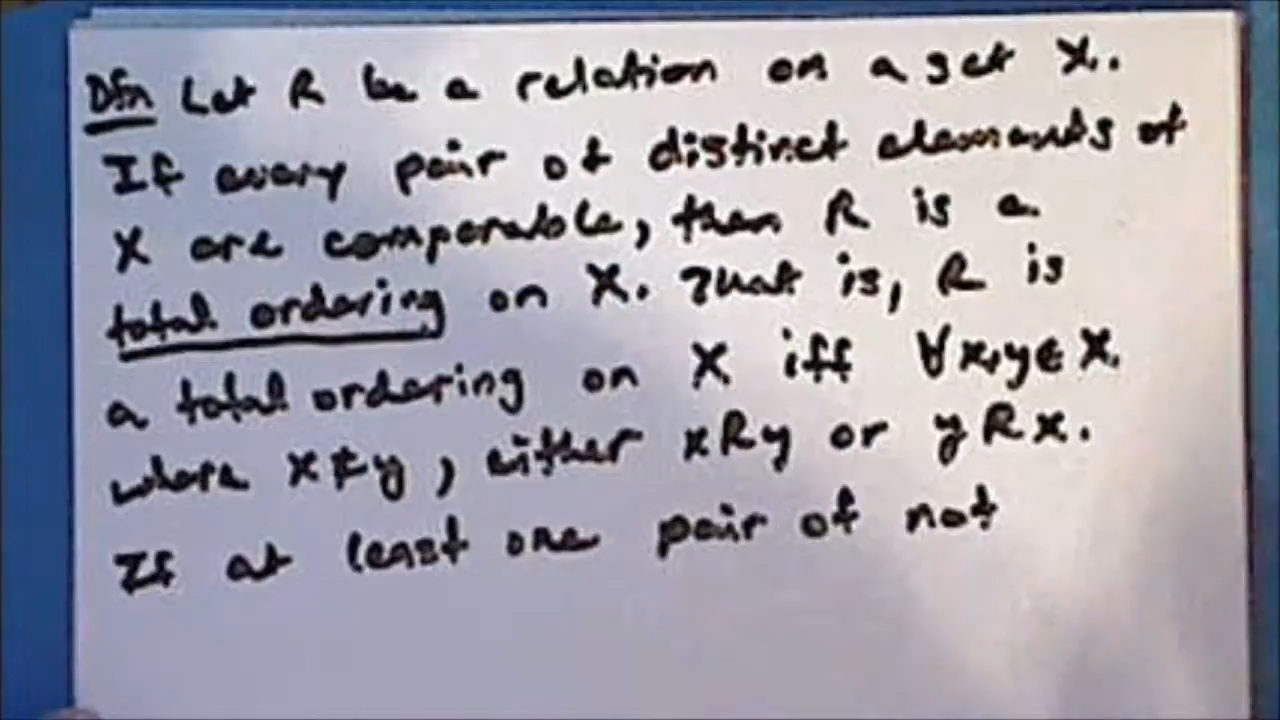 Dfn Let R be a relation on a set X.
If every pair of distinct elements of
X are comparable, then R is a
total ordering on X. That is, R is
a total ordering on X iff ∀x,y∈X
where x≠y, either xRy or yRx.
If at least one pair of not